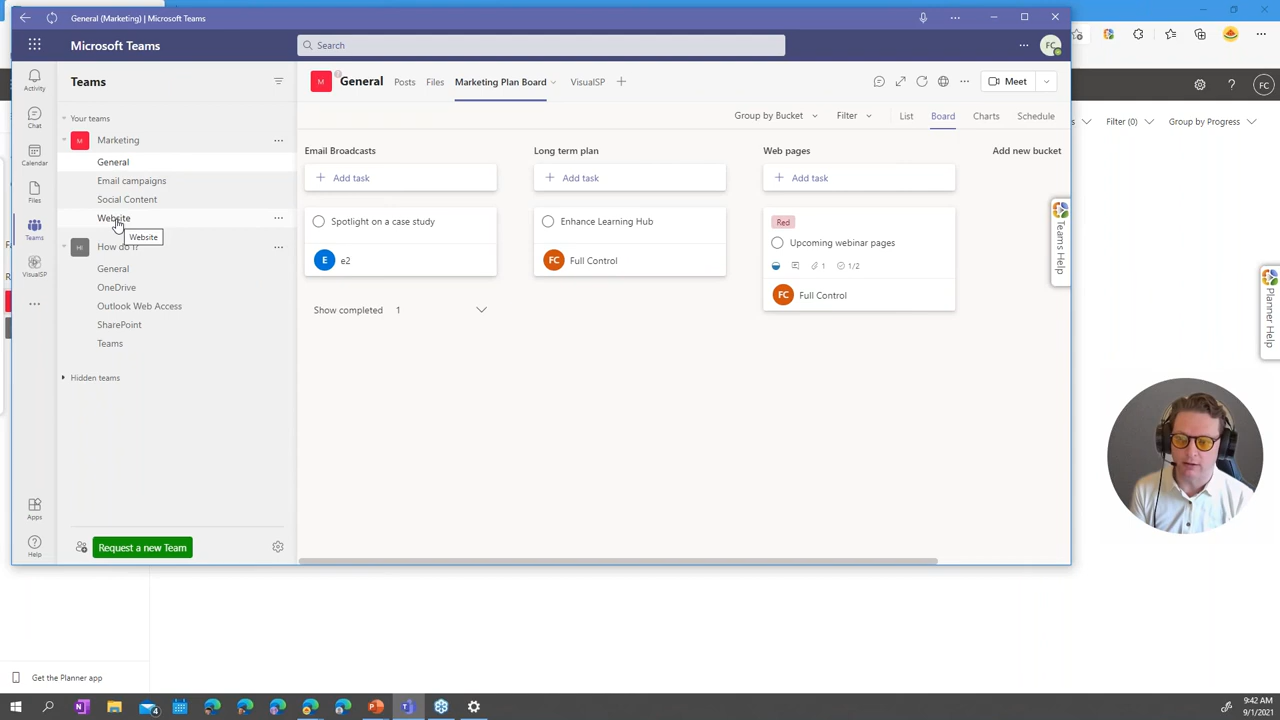 General (Marketing) | Microsoft Teams
Microsoft Teams
Search
FC
Activity
Chat
Calendar
Files
Teams
VisualSP
Apps
Help
Teams
Your teams
M Marketing
General
Email campaigns
Social Content
Website
Website
How do I?
General
OneDrive
Outlook Web Access
SharePoint
Teams
Hidden teams
Request a new Team
M General Posts Files Marketing Plan Board VisualSP Meet
Group by Bucket Filter List Board Charts Schedule
Email Broadcasts
Add task
Spotlight on a case study
E e2
Show completed 1
Long term plan
Add task
Enhance Learning Hub
FC Full Control
Web pages
Add task
Red
Upcoming webinar pages
1 1/2
FC Full Control
Add new bucket
Teams Help
FC
Filter (0) Group by Progress
Planner Help
Get the Planner app
4
9:42 AM
9/1/2021